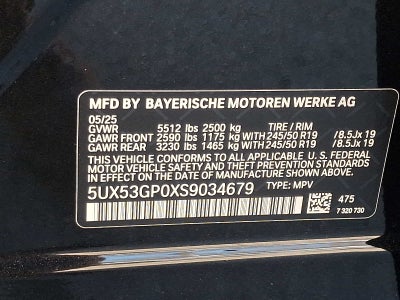 MFD BY BAYERISCHE MOTOREN WERKE AG
05/25 TIRE / RIM
GVWR 5512 lbs 2500 kg
GAWR FRONT 2590 lbs 1175 kg WITH 245/50 R19 / 8.5Jx 19
GAWR REAR 3230 lbs 1465 kg WITH 245/50 R19 / 8.5Jx 19
THIS VEHICLE CONFORMS TO ALL APPLICABLE U. S. FEDERAL
MOTOR VEHICLE SAFETY AND THEFT PREVENTION STANDARDS
IN EFFECT ON THE DATE OF MANUFACTURE SHOWN ABOVE.
5UX53GP0XS9034679 TYPE: MPV
475
7 320 730